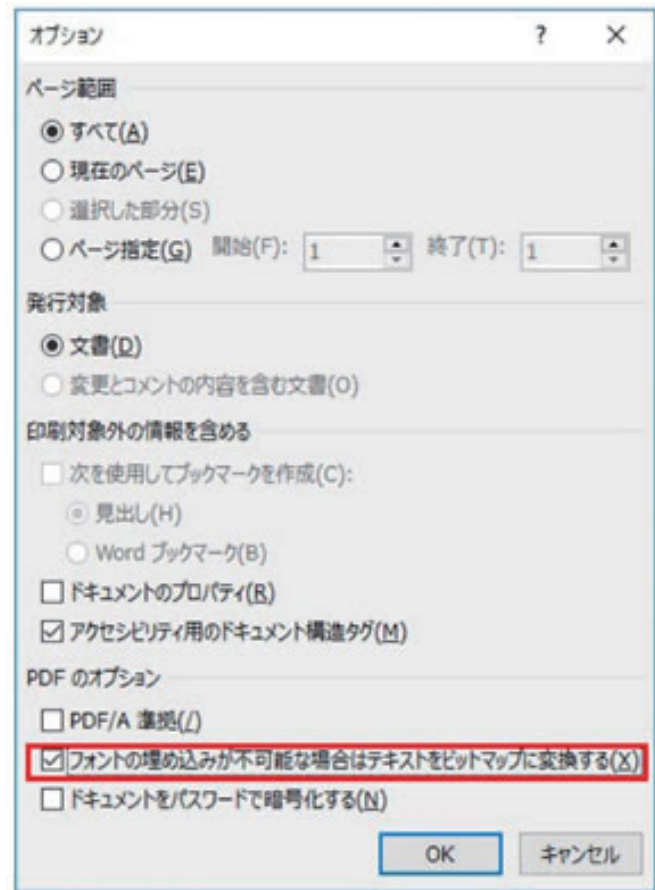 オプション ? ×
ページ範囲
すべて(A)
現在のページ(E)
選択した部分(S)
ページ指定(G) 開始(F): 1 終了(T): 1
発行対象
文書(D)
変更とコメントの内容を含む文書(O)
印刷対象外の情報を含める
次を使用してブックマークを作成(C):
見出し(H)
Word ブックマーク(B)
ドキュメントのプロパティ(R)
アクセシビリティ用のドキュメント構造タグ(M)
PDF のオプション
PDF/A 準拠(/)
フォントの埋め込みが不可能な場合はテキストをビットマップに変換する(X)
ドキュメントをパスワードで暗号化する(N)
OK キャンセル